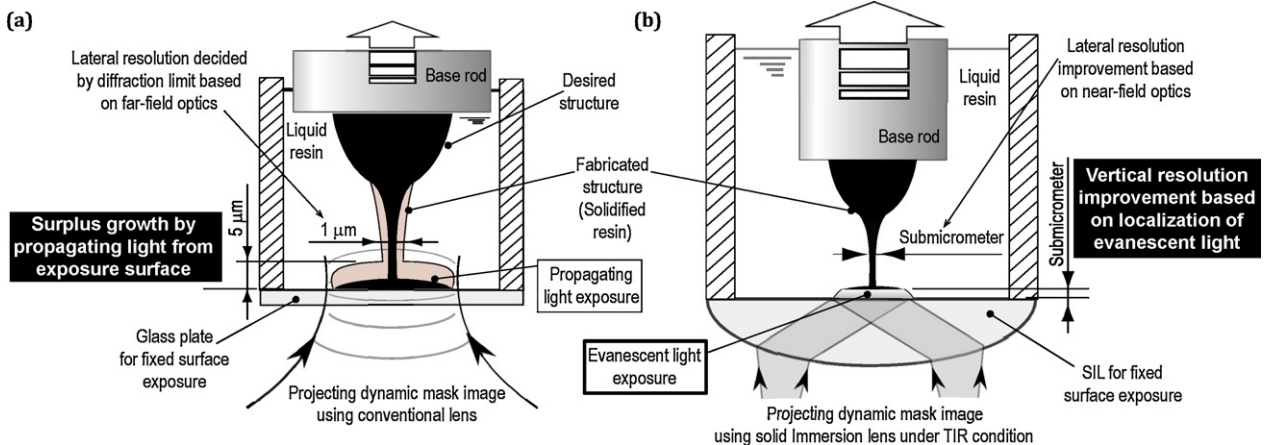 (a)
Lateral resolution decided
by diffraction limit based
on far-field optics
Base rod
Desired
structure
Liquid
resin
Fabricated
structure
(Solidified
resin)
Surplus growth by
propagating light from
exposure surface
5 μm
1 μm
Propagating
light exposure
Glass plate
for fixed surface
exposure
Projecting dynamic mask image
using conventional lens
(b)
Lateral resolution
improvement based
on near-field optics
Liquid
resin
Base rod
Submicrometer
Submicrometer
Vertical resolution
improvement based
on localization of
evanescent light
Evanescent light
exposure
SIL for fixed
surface exposure
Projecting dynamic mask image
using solid Immersion lens under TIR condition